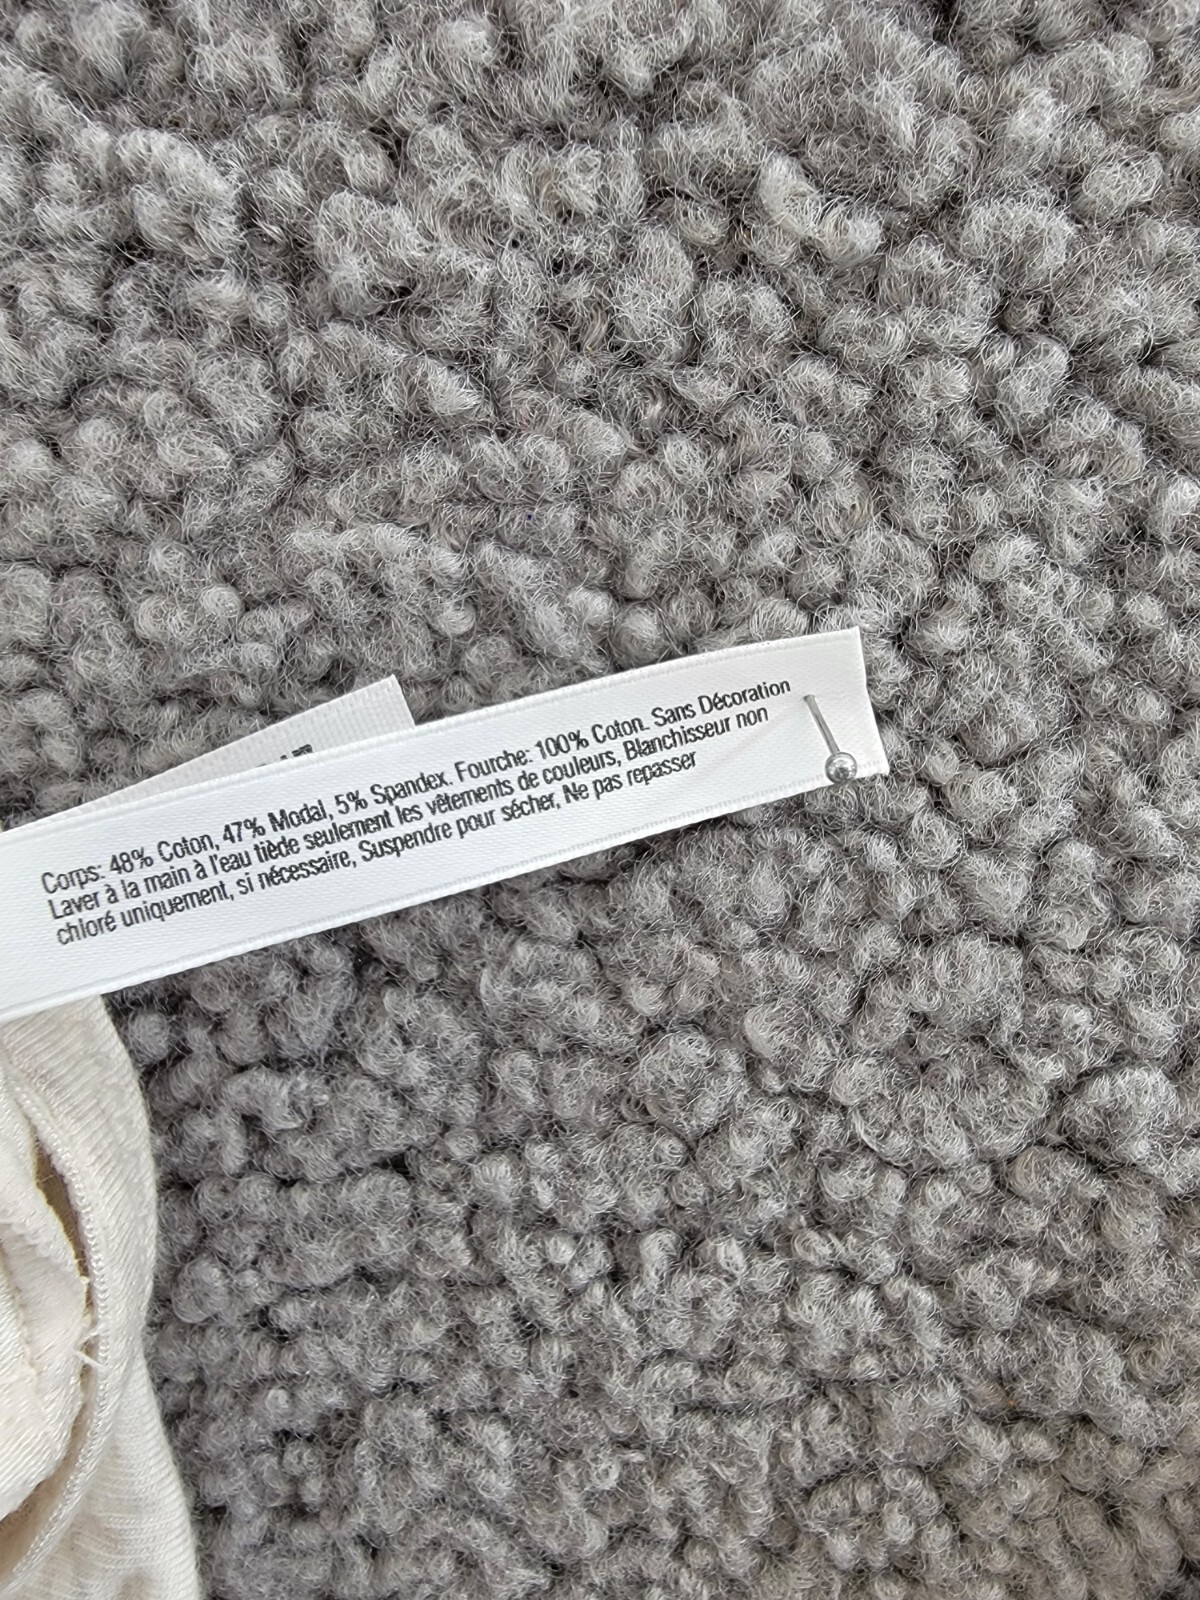 Corps: 48% Coton, 47% Modal, 5% Spandex. Fourche: 100% Coton. Sans Décoration
Laver à la main à l'eau tiède seulement les vêtements de couleurs, Blanchisseur non
chloré uniquement, si nécessaire, Suspendre pour sécher, Ne pas repasser